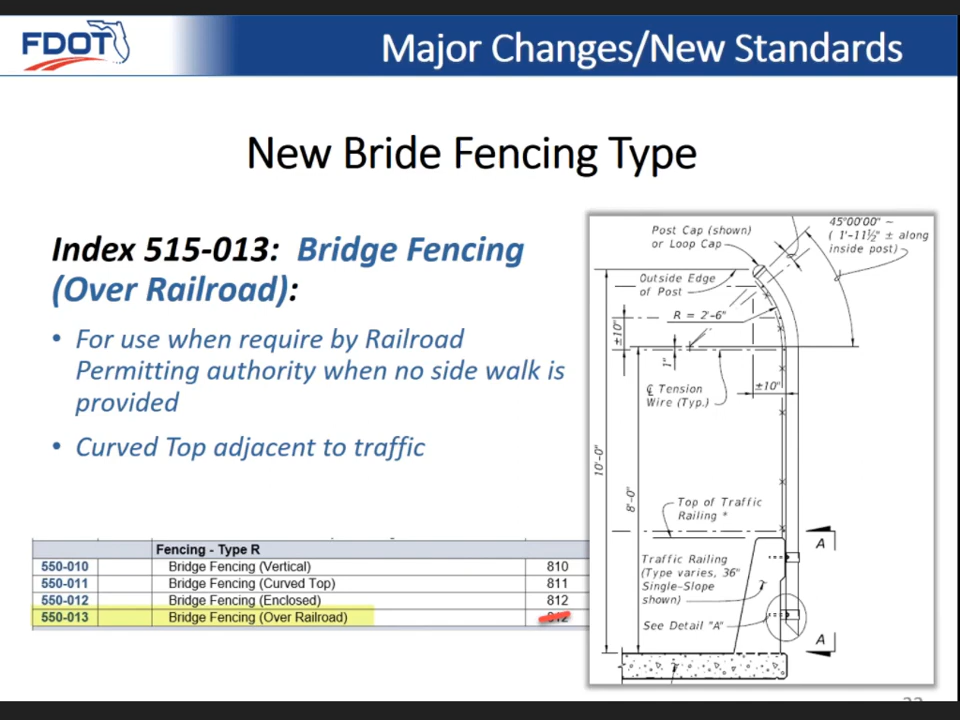 FDOT
Major Changes/New Standards
New Bride Fencing Type
Index 515-013: Bridge Fencing
(Over Railroad):
• For use when require by Railroad
Permitting authority when no side walk is
provided
• Curved Top adjacent to traffic
Fencing - Type R
550-010 Bridge Fencing (Vertical) 810
550-011 Bridge Fencing (Curved Top) 811
550-012 Bridge Fencing (Enclosed) 812
550-013 Bridge Fencing (Over Railroad)
Post Cap (shown)
or Loop Cap
45°00'00" ~
( 1'-11½" ± along
inside post)
Outside Edge
of Post
R = 2'-6"
±10"
1"
℄ Tension
Wire (Typ.)
±10"
10'-0"
8'-0"
Top of Traffic
Railing *
A
Traffic Railing
(Type varies, 36"
Single-Slope
shown)
See Detail "A"
A